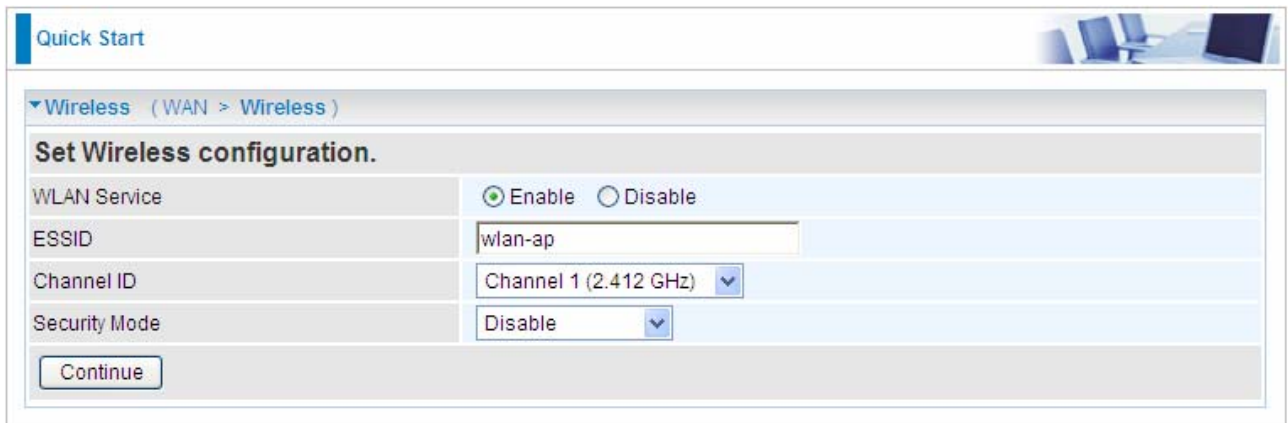 Quick Start
Wireless ( WAN > Wireless )
Set Wireless configuration.
WLAN Service Enable Disable
ESSID wlan-ap
Channel ID Channel 1 (2.412 GHz)
Security Mode Disable
Continue